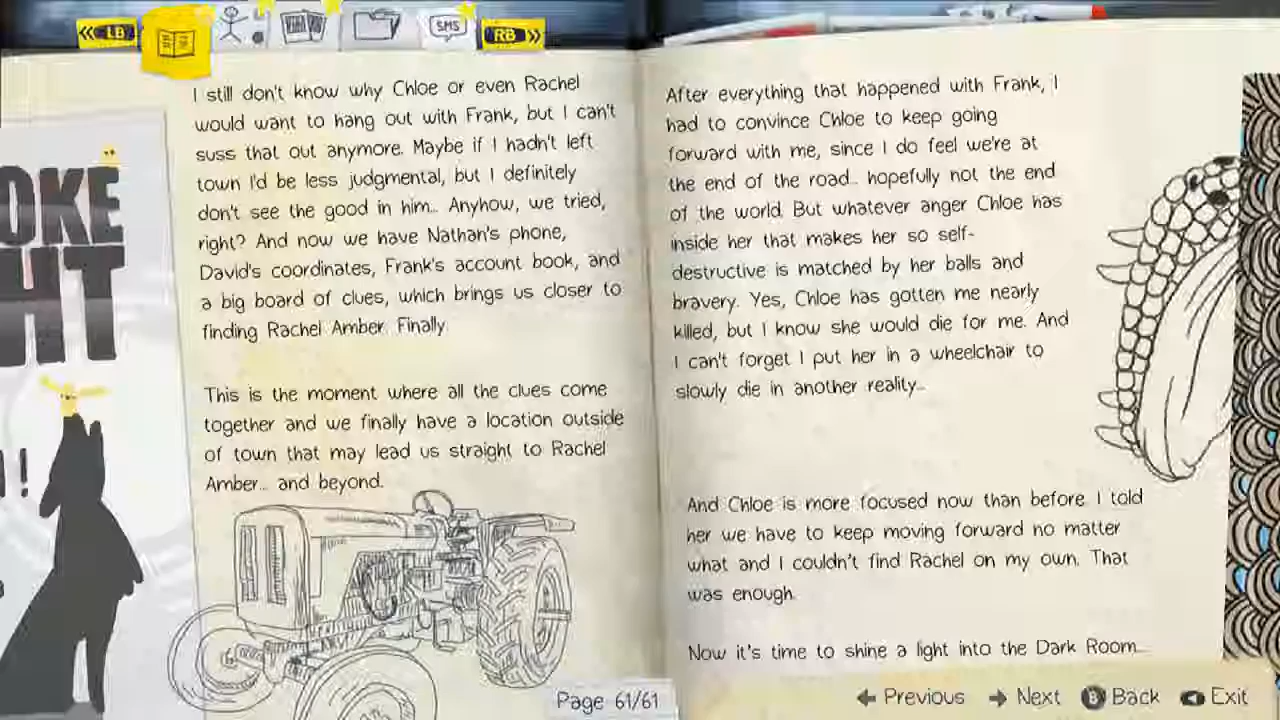 LB
SMS
RB
OKE
HT
!
I still don't know why Chloe or even Rachel
would want to hang out with Frank, but I can't
suss that out anymore. Maybe if I hadn't left
town I'd be less judgmental, but I definitely
don't see the good in him... Anyhow, we tried,
right? And now we have Nathan's phone,
David's coordinates, Frank's account book, and
a big board of clues, which brings us closer to
finding Rachel Amber. Finally.
This is the moment where all the clues come
together and we finally have a location outside
of town that may lead us straight to Rachel
Amber... and beyond.
After everything that happened with Frank, I
had to convince Chloe to keep going
forward with me, since I do feel we're at
the end of the road... hopefully not the end
of the world. But whatever anger Chloe has
inside her that makes her so self-
destructive is matched by her balls and
bravery. Yes, Chloe has gotten me nearly
killed, but I know she would die for me. And
I can't forget I put her in a wheelchair to
slowly die in another reality...
And Chloe is more focused now than before. I told
her we have to keep moving forward no matter
what and I couldn't find Rachel on my own. That
was enough.
Now it's time to shine a light into the Dark Room...
Page 61/61
Previous Next B Back Exit